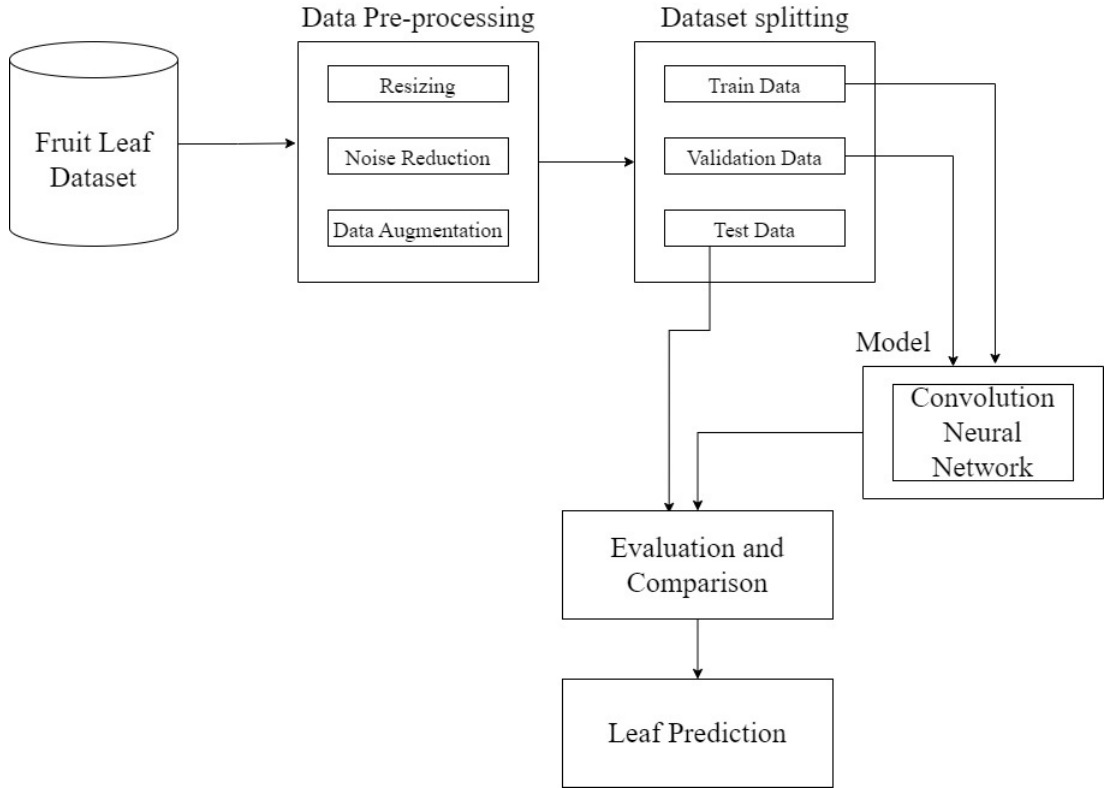 Data Pre-processing
Dataset splitting
Fruit Leaf
Dataset
Resizing
Noise Reduction
Data Augmentation
Train Data
Validation Data
Test Data
Model
Convolution
Neural
Network
Evaluation and
Comparison
Leaf Prediction